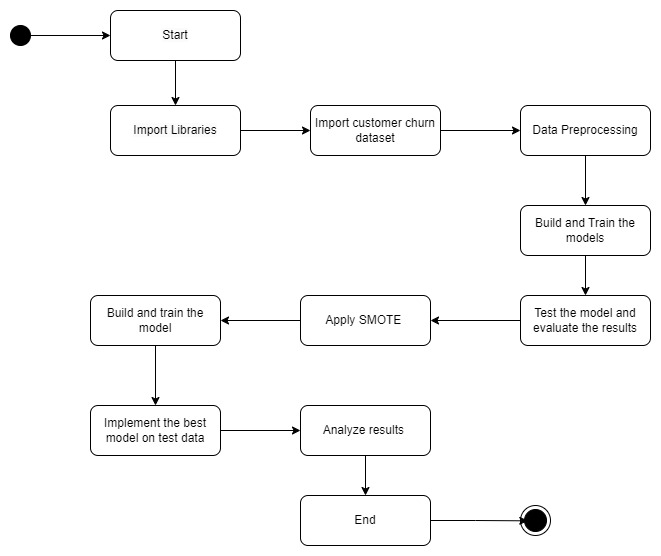 Start
Import Libraries
Import customer churn
dataset
Data Preprocessing
Build and Train the
models
Test the model and
evaluate the results
Apply SMOTE
Build and train the
model
Implement the best
model on test data
Analyze results
End